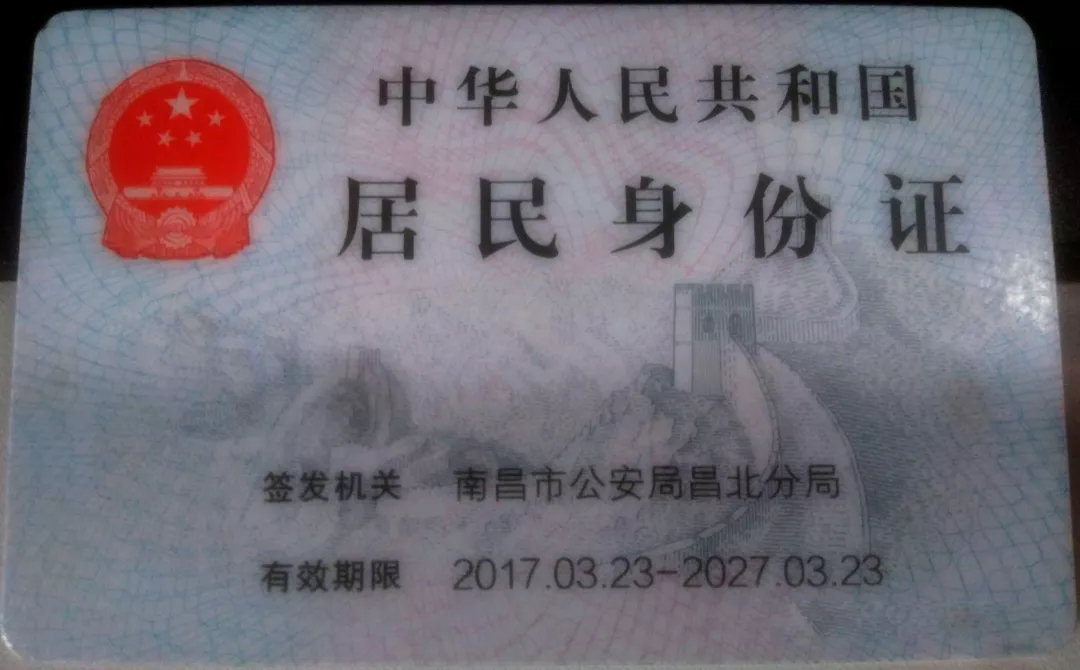 中华人民共和国
居民身份证
签发机关 南昌市公安局昌北分局
有效期限 2017.03.23-2027.03.23